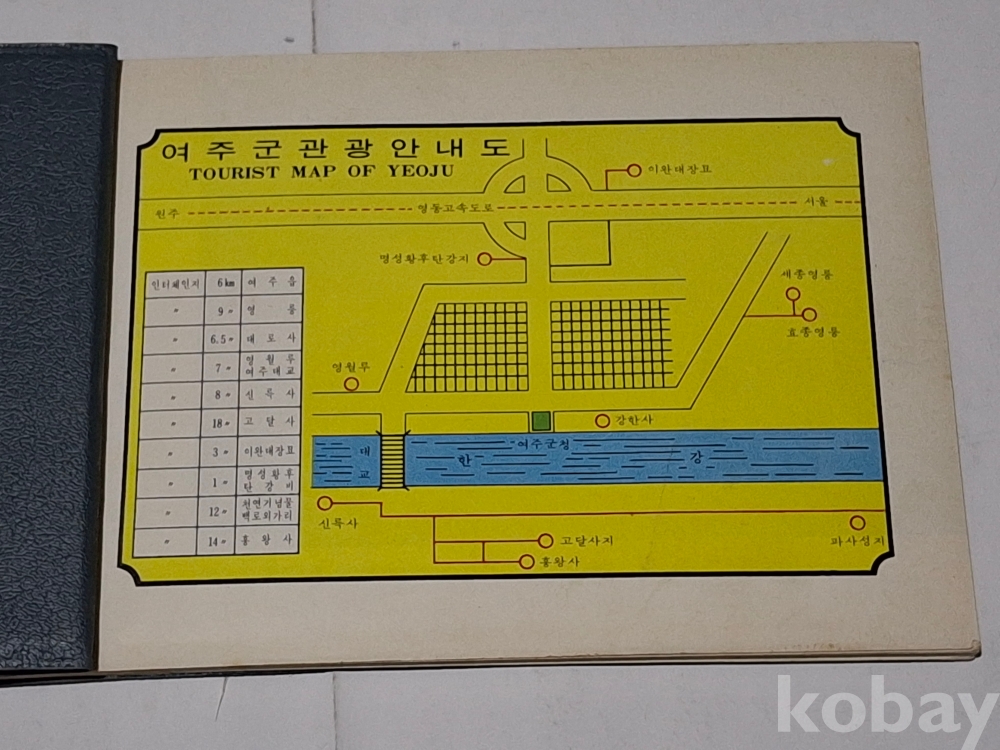 여주군관광안내도
TOURIST MAP OF YEOJU
이완대장묘
원주
영동고속도로
서울
명성황후탄강지
세종영릉
효종영릉
인터체인지 6km 여주읍
〃 9〃 영릉
〃 6.5〃 대로사
〃 7〃 영월루
여주대교
〃 8〃 신륵사
〃 18〃 고달사
〃 3〃 이완대장묘
〃 1〃 명성황후
탄강비
〃 12〃 천연기념물
백로외가리
〃 14〃 흥왕사
영월루
강한사
여주군청
대교
한강
신륵사
고달사지
흥왕사
파사성지
kobay